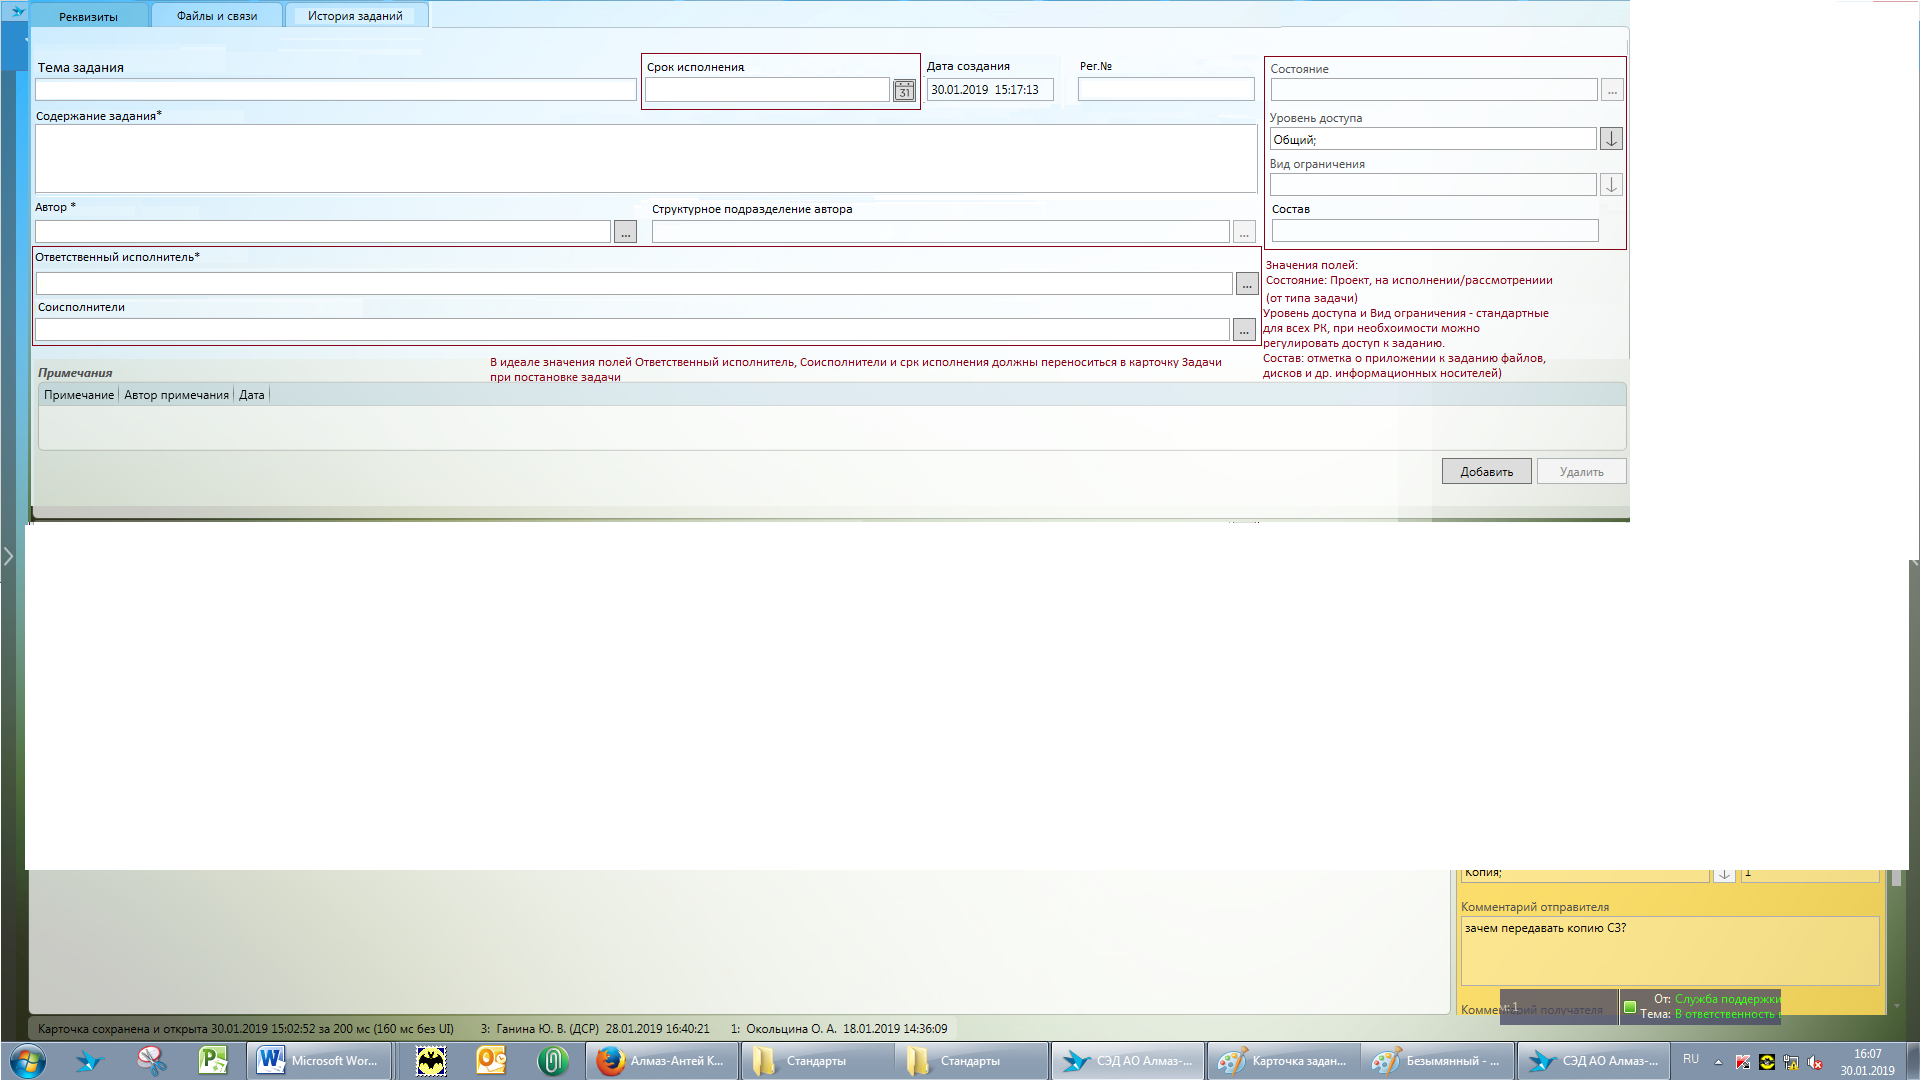 Реквизиты
Файлы и связи
История заданий
Тема задания
Срок исполнения
Дата создания
Рег.№
30.01.2019 15:17:13
31
Состояние
...
Содержание задания*
Уровень доступа
Общий;
Вид ограничения
Автор *
...
Структурное подразделение автора
...
Состав
Ответственный исполнитель*
...
Соисполнители
...
Значения полей:
Состояние: Проект, на исполнении/рассмотрениии
(от типа задачи)
Уровень доступа и Вид ограничения - стандартные
для всех РК, при необхоимости можно
регулировать доступ к заданию.
Состав: отметка о приложении к заданию файлов,
дисков и др. информационных носителей)
В идеале значения полей Ответственный исполнитель, Соисполнители и срк исполнения должны переноситься в карточку Задачи
при постановке задачи
Примечания
Примечание
Автор примечания
Дата
Добавить
Удалить
Копия;
1
Комментарий отправителя
зачем передавать копию СЗ?
Комментарий получателя
От: Служба поддержки
Тема: В ответственность
Карточка сохранена и открыта 30.01.2019 15:02:52 за 200 мс (160 мс без UI)
3: Ганина Ю. В. (ДСР) 28.01.2019 16:40:21
1: Окольцина О. А. 18.01.2019 14:36:09
Microsoft Wor...
Алмаз-Антей К...
Стандарты
Стандарты
СЭД АО Алмаз-...
Карточка задан...
Безымянный - ...
СЭД АО Алмаз-...
RU
16:07
30.01.2019